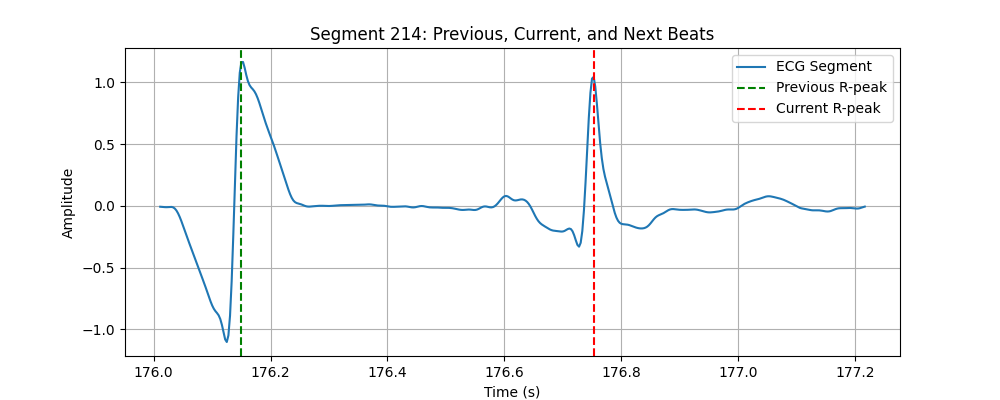 Segment 214: Previous, Current, and Next Beats
ECG Segment
Previous R-peak
Current R-peak
Amplitude
1.0
0.5
0.0
−0.5
−1.0
176.0 176.2 176.4 176.6 176.8 177.0 177.2
Time (s)